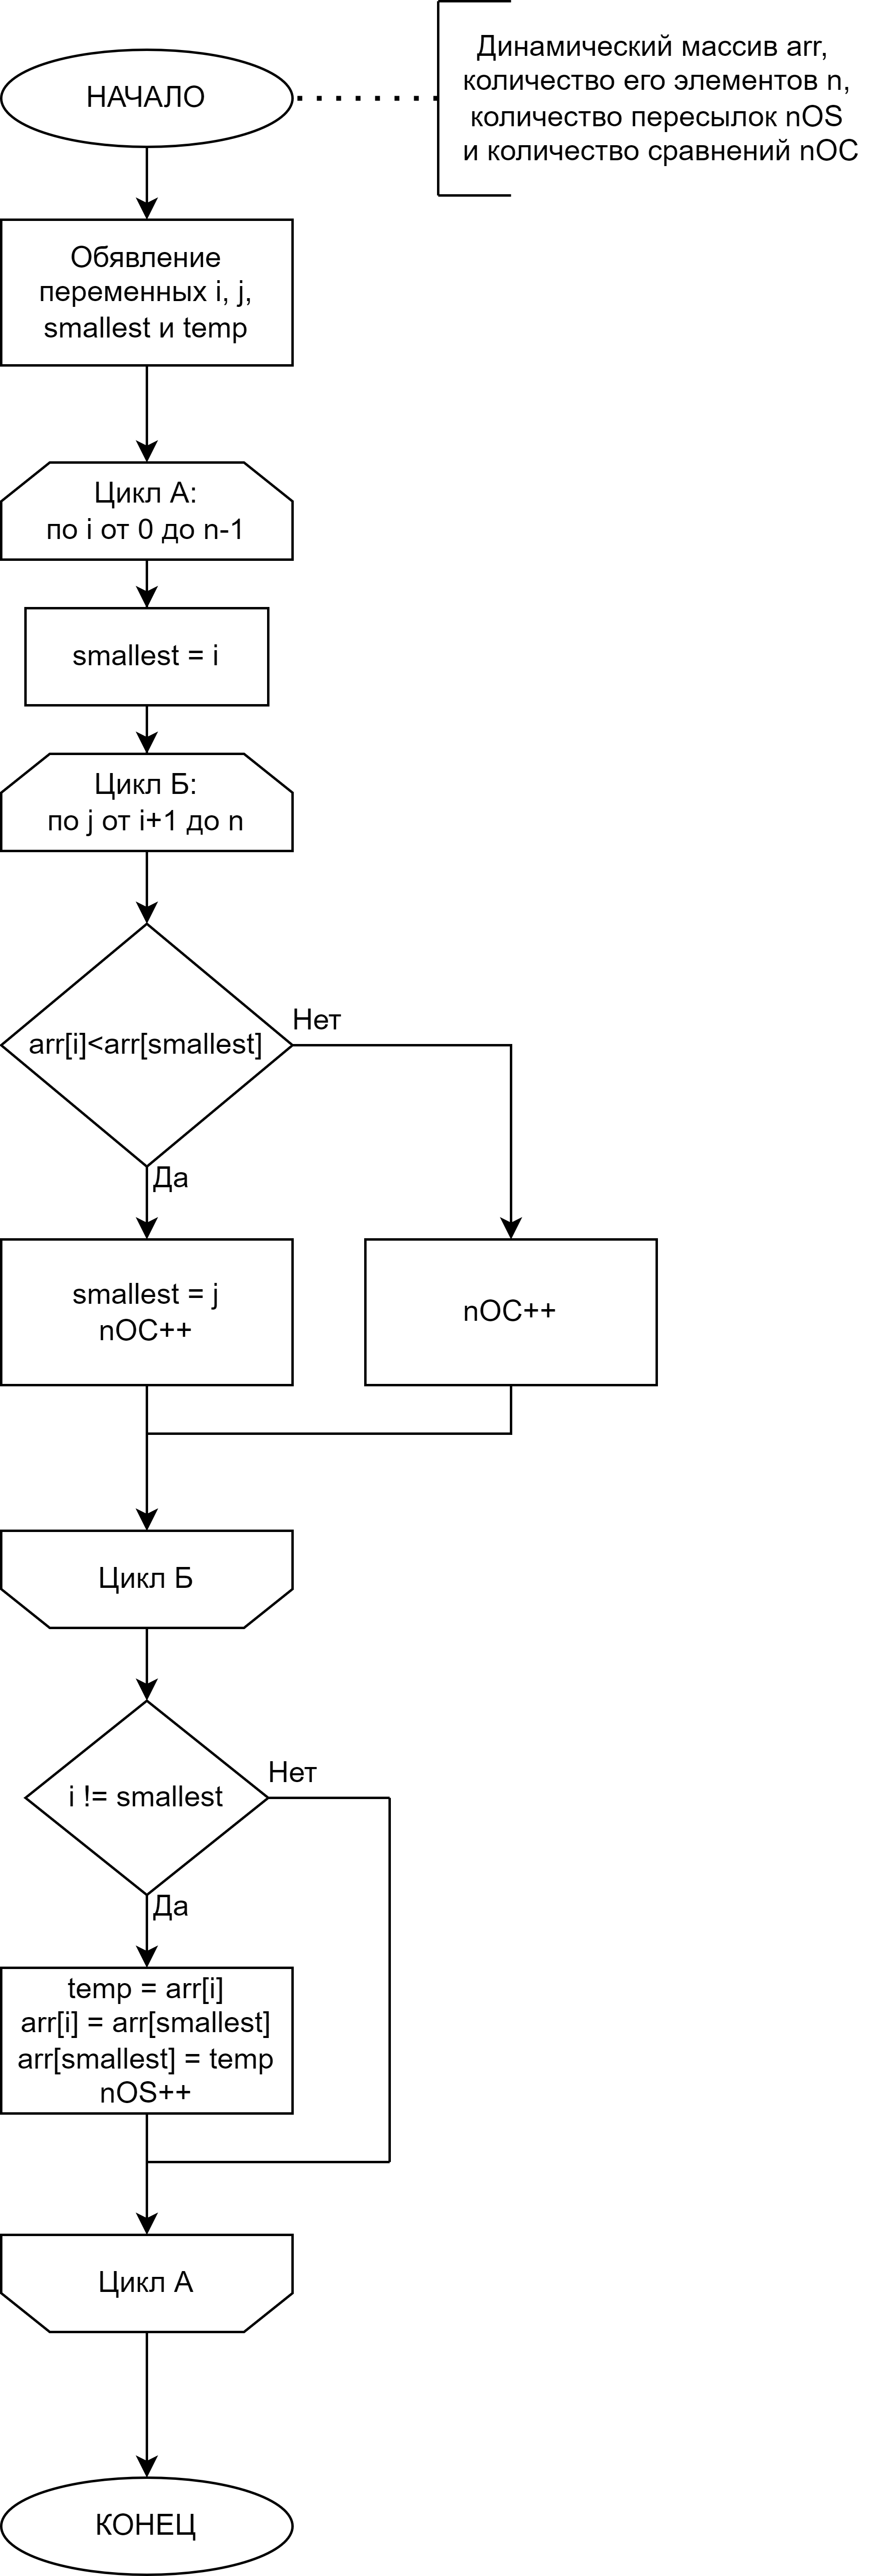 НАЧАЛО
Динамический массив arr,
количество его элементов n,
количество пересылок nOS
и количество сравнений nOC
Обявление
переменных i, j,
smallest и temp
Цикл А:
по i от 0 до n-1
smallest = i
Цикл Б:
по j от i+1 до n
arr[i]<arr[smallest]
Нет
Да
smallest = j
nOC++
nOC++
Цикл Б
i != smallest
Нет
Да
temp = arr[i]
arr[i] = arr[smallest]
arr[smallest] = temp
nOS++
Цикл А
КОНЕЦ